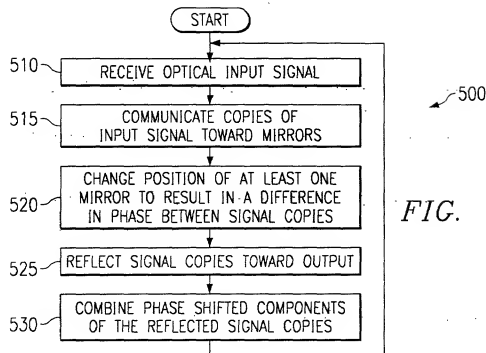 START
510
RECEIVE OPTICAL INPUT SIGNAL
500
515
COMMUNICATE COPIES OF
INPUT SIGNAL TOWARD MIRRORS
520
CHANGE POSITION OF AT LEAST ONE
MIRROR TO RESULT IN A DIFFERENCE
IN PHASE BETWEEN SIGNAL COPIES
FIG.
525
REFLECT SIGNAL COPIES TOWARD OUTPUT
530
COMBINE PHASE SHIFTED COMPONENTS
OF THE REFLECTED SIGNAL COPIES